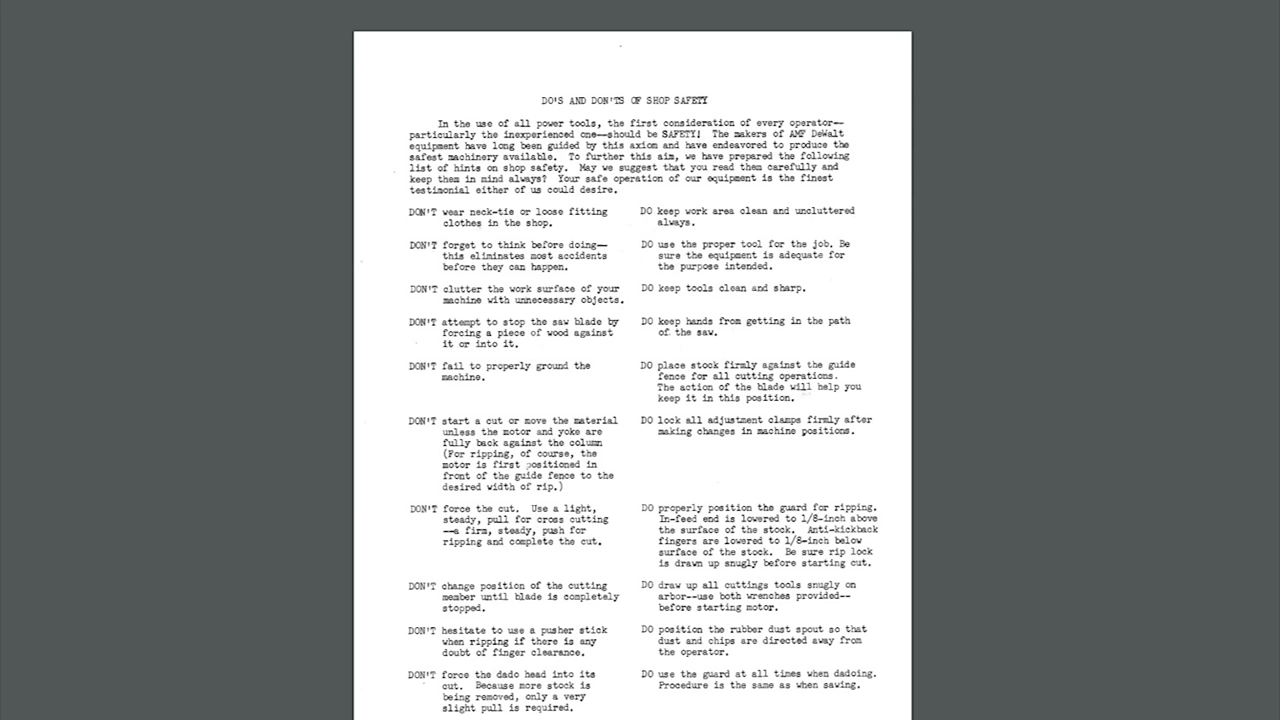 DO'S AND DON'TS OF SHOP SAFETY
In the use of all power tools, the first consideration of every operator--
particularly the inexperienced one--should be SAFETY! The makers of AMF DeWalt
equipment have long been guided by this axiom and have endeavored to produce the
safest machinery available. To further this aim, we have prepared the following
list of hints on shop safety. May we suggest that you read them carefully and
keep them in mind always? Your safe operation of our equipment is the finest
testimonial either of us could desire.
DON'T wear neck-tie or loose fitting
clothes in the shop.
DON'T forget to think before doing--
this eliminates most accidents
before they can happen.
DON'T clutter the work surface of your
machine with unnecessary objects.
DON'T attempt to stop the saw blade by
forcing a piece of wood against
it or into it.
DON'T fail to properly ground the
machine.
DON'T start a cut or move the material
unless the motor and yoke are
fully back against the column
(For ripping, of course, the
motor is first positioned in
front of the guide fence to the
desired width of rip.)
DON'T force the cut. Use a light,
steady, pull for cross cutting
--a firm, steady, push for
ripping and complete the cut.
DON'T change position of the cutting
member until blade is completely
stopped.
DON'T hesitate to use a pusher stick
when ripping if there is any
doubt of finger clearance.
DON'T force the dado head into its
cut. Because more stock is
being removed, only a very
slight pull is required.
DO keep work area clean and uncluttered
always.
DO use the proper tool for the job. Be
sure the equipment is adequate for
the purpose intended.
DO keep tools clean and sharp.
DO keep hands from getting in the path
of the saw.
DO place stock firmly against the guide
fence for all cutting operations.
The action of the blade will help you
keep it in this position.
DO lock all adjustment clamps firmly after
making changes in machine positions.
DO properly position the guard for ripping.
In-feed end is lowered to 1/8-inch above
the surface of the stock. Anti-kickback
fingers are lowered to 1/8-inch below
surface of the stock. Be sure rip lock
is drawn up snugly before starting cut.
DO draw up all cuttings tools snugly on
arbor--use both wrenches provided--
before starting motor.
DO position the rubber dust spout so that
dust and chips are directed away from
the operator.
DO use the guard at all times when dadoing.
Procedure is the same as when sawing.